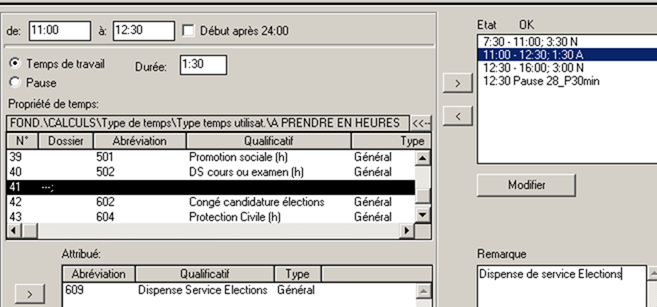 de: 11:00 à: 12:30 Début après 24:00
Temps de travail Durée: 1:30
Pause
Propriété de temps:
FOND.\CALCULS\Type de temps\Type temps utilisat.\A PRENDRE EN HEURES <<--
N° Dossier Abréviation Qualificatif Type
39 501 Promotion sociale (h) Général
40 502 DS cours ou examen (h) Général
41 ---;
42 602 Congé candidature élections Général
43 604 Protection Civile (h) Général
Attribué:
Abréviation Qualificatif Type
> 609 Dispense Service Elections Général
Etat OK
7:30 - 11:00; 3:30 N
11:00 - 12:30; 1:30 A
12:30 - 16:00; 3:00 N
12:30 Pause 28_P30min
>
<
Modifier
Remarque
Dispense de service Elections